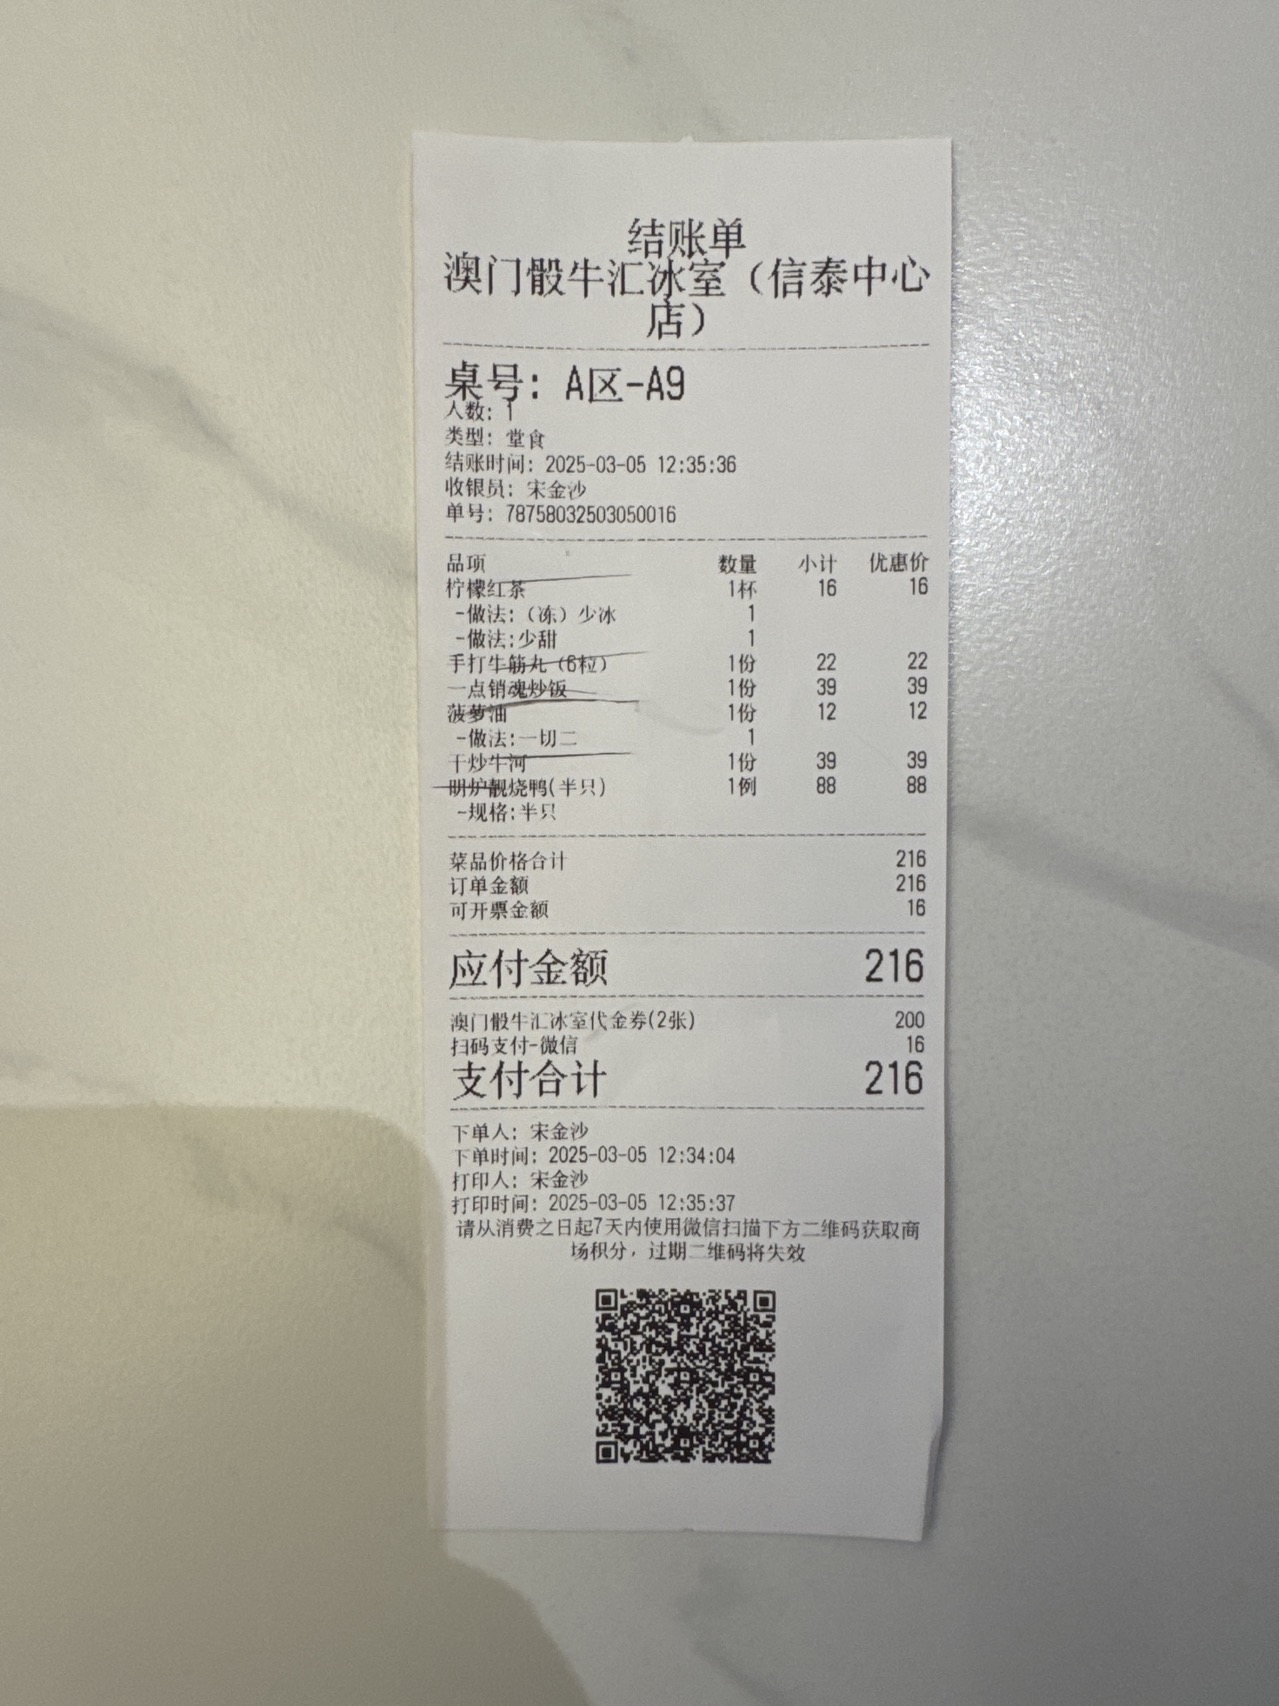 结账单
澳门骰牛汇冰室（信泰中心
店）
桌号：A区-A9
人数：1
类型：堂食
结账时间：2025-03-05 12:35:36
收银员：宋金沙
单号：78758032503050016
品项 数量 小计 优惠价
柠檬红茶 1杯 16 16
-做法:（冻）少冰 1
-做法:少甜 1
手打牛筋丸（6粒） 1份 22 22
一点销魂炒饭 1份 39 39
菠萝油 1份 12 12
-做法:一切二 1
干炒牛河 1份 39 39
明炉靓烧鸭(半只) 1例 88 88
-规格:半只
菜品价格合计 216
订单金额 216
可开票金额 16
应付金额 216
澳门骰牛汇冰室代金券(2张) 200
扫码支付-微信 16
支付合计 216
下单人：宋金沙
下单时间：2025-03-05 12:34:04
打印人：宋金沙
打印时间：2025-03-05 12:35:37
请从消费之日起7天内使用微信扫描下方二维码获取商
场积分，过期二维码将失效